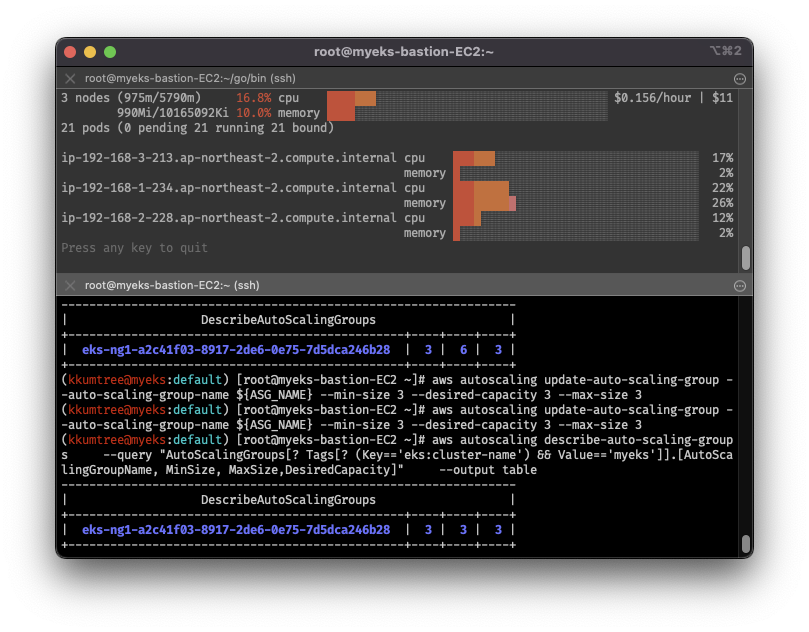 root@myeks-bastion-EC2:~ ⌥⌘2
root@myeks-bastion-EC2:~/go/bin (ssh)
3 nodes (975m/5790m) 16.8% cpu $0.156/hour | $11
990Mi/10165092Ki 10.0% memory
21 pods (0 pending 21 running 21 bound)
ip-192-168-3-213.ap-northeast-2.compute.internal cpu 17%
memory 2%
ip-192-168-1-234.ap-northeast-2.compute.internal cpu 22%
memory 26%
ip-192-168-2-228.ap-northeast-2.compute.internal cpu 12%
memory 2%
Press any key to quit
root@myeks-bastion-EC2:~ (ssh)
----------------------------------------------------------------
| DescribeAutoScalingGroups |
+------------------------------------------------+----+----+----+
| eks-ng1-a2c41f03-8917-2de6-0e75-7d5dca246b28 | 3 | 6 | 3 |
+------------------------------------------------+----+----+----+
(kkumtree@myeks:default) [root@myeks-bastion-EC2 ~]# aws autoscaling update-auto-scaling-group -
-auto-scaling-group-name ${ASG_NAME} --min-size 3 --desired-capacity 3 --max-size 3
(kkumtree@myeks:default) [root@myeks-bastion-EC2 ~]# aws autoscaling update-auto-scaling-group -
-auto-scaling-group-name ${ASG_NAME} --min-size 3 --desired-capacity 3 --max-size 3
(kkumtree@myeks:default) [root@myeks-bastion-EC2 ~]# aws autoscaling describe-auto-scaling-group
s --query "AutoScalingGroups[? Tags[? (Key=='eks:cluster-name') && Value=='myeks']].[AutoSca
lingGroupName, MinSize, MaxSize,DesiredCapacity]" --output table
----------------------------------------------------------------
| DescribeAutoScalingGroups |
+------------------------------------------------+----+----+----+
| eks-ng1-a2c41f03-8917-2de6-0e75-7d5dca246b28 | 3 | 3 | 3 |
+------------------------------------------------+----+----+----+